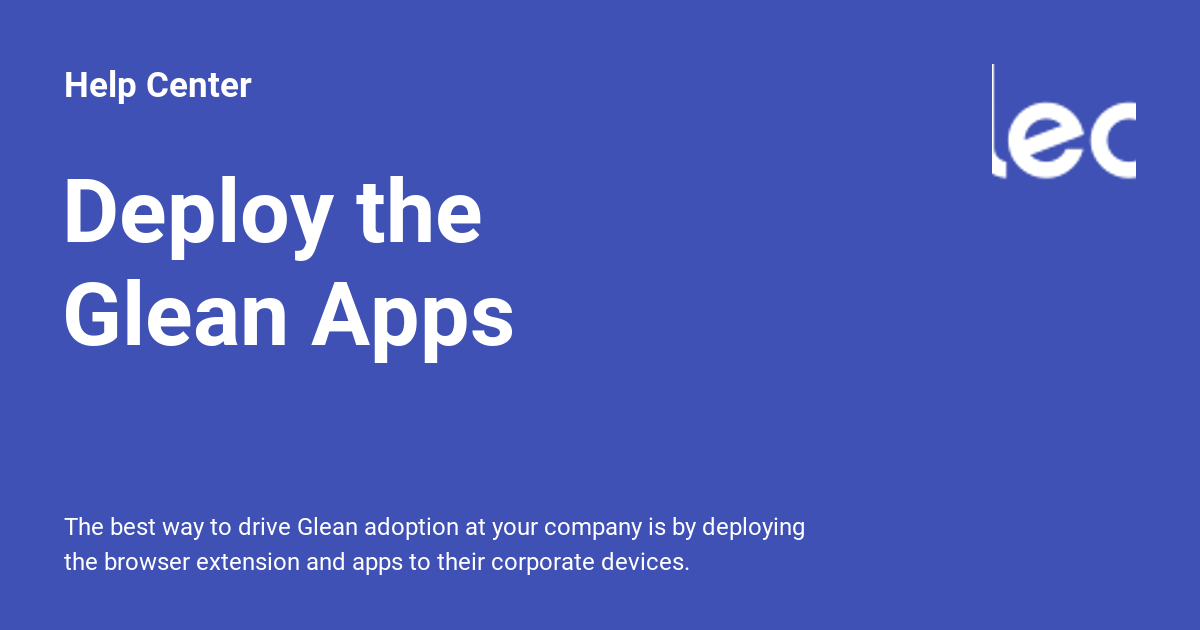 Help Center
Deploy the
Glean Apps
The best way to drive Glean adoption at your company is by deploying
the browser extension and apps to their corporate devices.